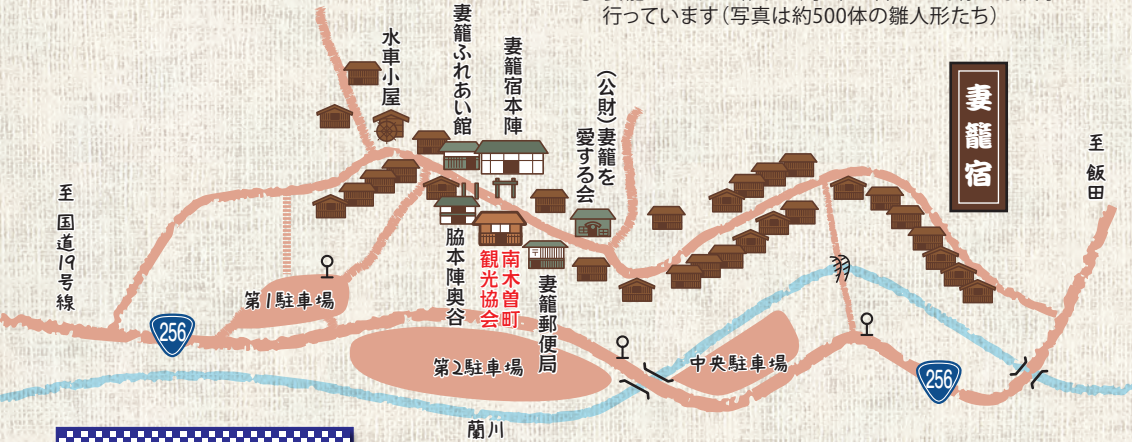 行っています（写真は約500体の雛人形たち）
妻籠宿
至 飯田
（公財）妻籠を
愛する会
妻籠宿本陣
妻籠ふれあい館
水車小屋
至 国道19号線
第1駐車場
脇本陣奥谷
南木曽町
観光協会
妻籠郵便局
第2駐車場
中央駐車場
256
256
蘭川